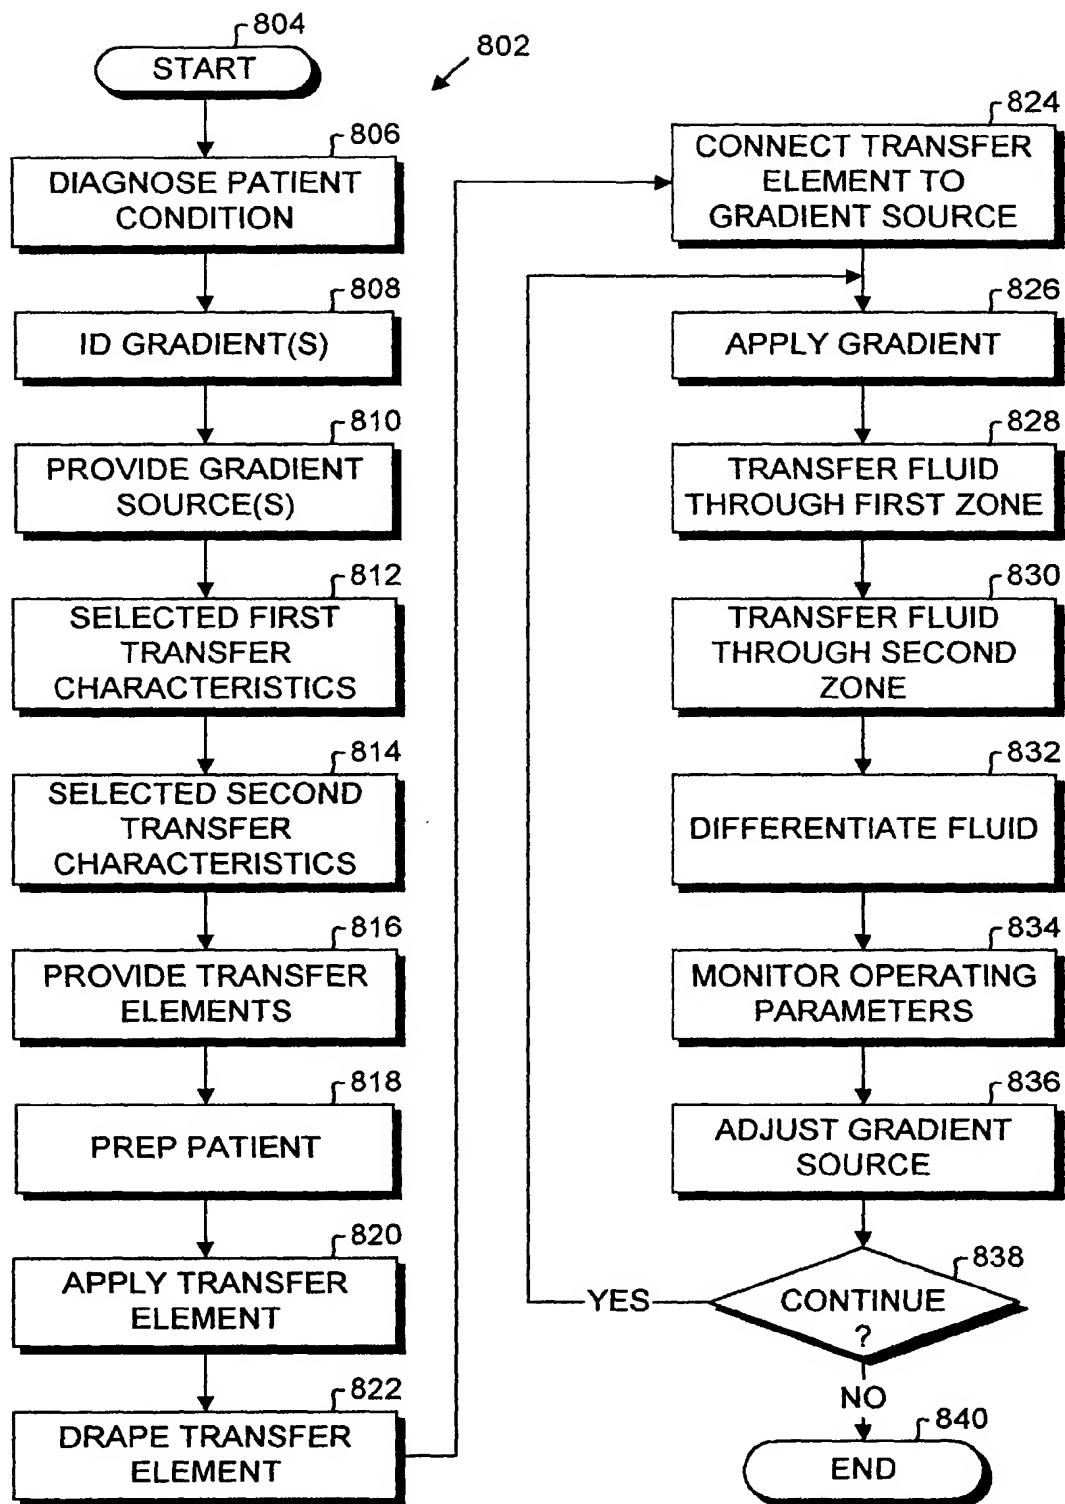 804
START
802
806
DIAGNOSE PATIENT
CONDITION
808
ID GRADIENT(S)
810
PROVIDE GRADIENT
SOURCE(S)
812
SELECTED FIRST
TRANSFER
CHARACTERISTICS
814
SELECTED SECOND
TRANSFER
CHARACTERISTICS
816
PROVIDE TRANSFER
ELEMENTS
818
PREP PATIENT
820
APPLY TRANSFER
ELEMENT
822
DRAPE TRANSFER
ELEMENT
824
CONNECT TRANSFER
ELEMENT TO
GRADIENT SOURCE
826
APPLY GRADIENT
828
TRANSFER FLUID
THROUGH FIRST ZONE
830
TRANSFER FLUID
THROUGH SECOND
ZONE
832
DIFFERENTIATE FLUID
834
MONITOR OPERATING
PARAMETERS
836
ADJUST GRADIENT
SOURCE
838
CONTINUE
?
YES
NO
840
END